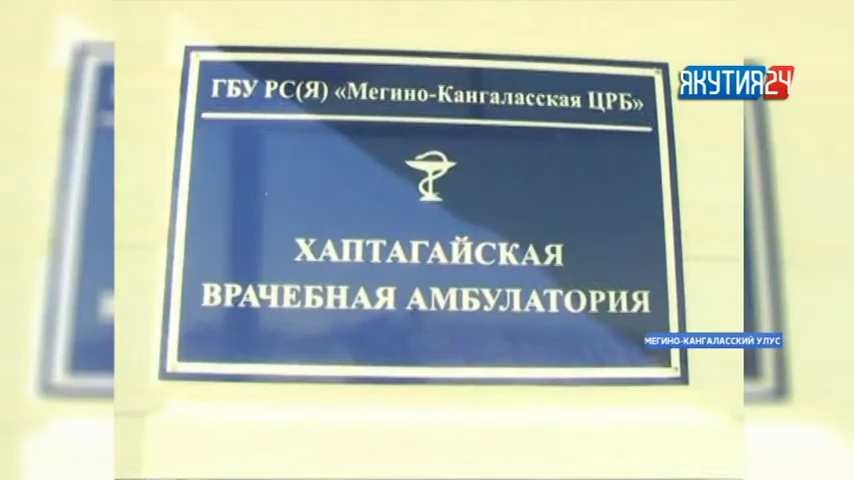 ГБУ РС(Я) «Мегино-Кангаласская ЦРБ»
ЯКУТИЯ24
ХАПТАГАЙСКАЯ
ВРАЧЕБНАЯ АМБУЛАТОРИЯ
МЕГИНО-КАНГАЛАССКИЙ УЛУС